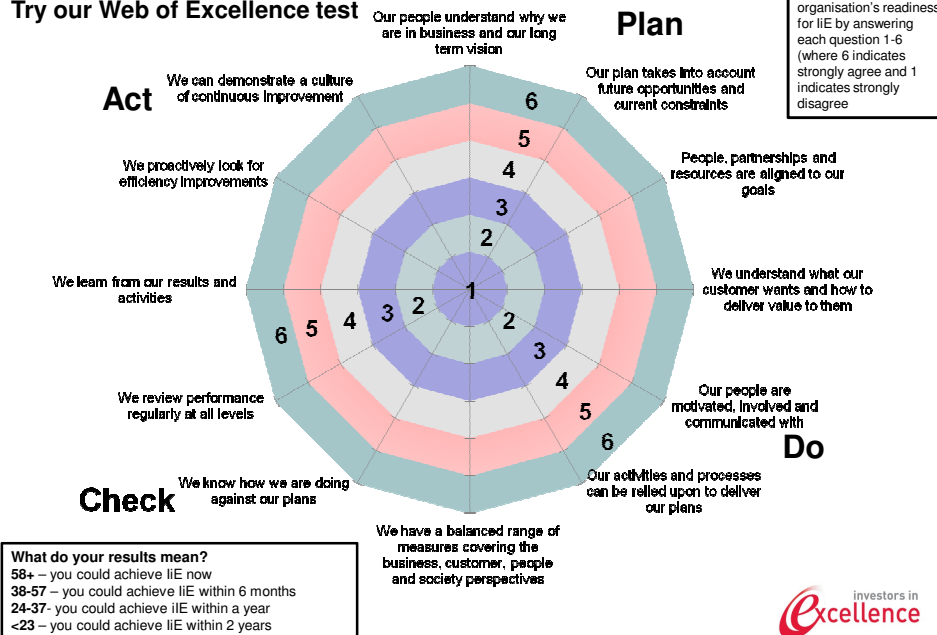 Try our Web of Excellence test
Our people understand why we
are in business and our long
term vision
Plan
organisation's readiness
for IiE by answering
each question 1-6
(where 6 indicates
strongly agree and 1
indicates strongly
disagree
Act
We can demonstrate a culture
of continuous improvement
Our plan takes into account
future opportunities and
current constraints
We proactively look for
efficiency improvements
People, partnerships and
resources are aligned to our
goals
We learn from our results and
activities
We understand what our
customer wants and how to
deliver value to them
6
5
4
3
2
1
2
3
4
5
6
2
3
4
5
6
We review performance
regularly at all levels
Our people are
motivated, involved and
communicated with
Do
Check
We know how we are doing
against our plans
Our activities and processes
can be relied upon to deliver
our plans
We have a balanced range of
measures covering the
business, customer, people
and society perspectives
What do your results mean?
58+ – you could achieve IiE now
38-57 – you could achieve IiE within 6 months
24-37- you could achieve iIE within a year
<23 – you could achieve IiE within 2 years
investors in
excellence